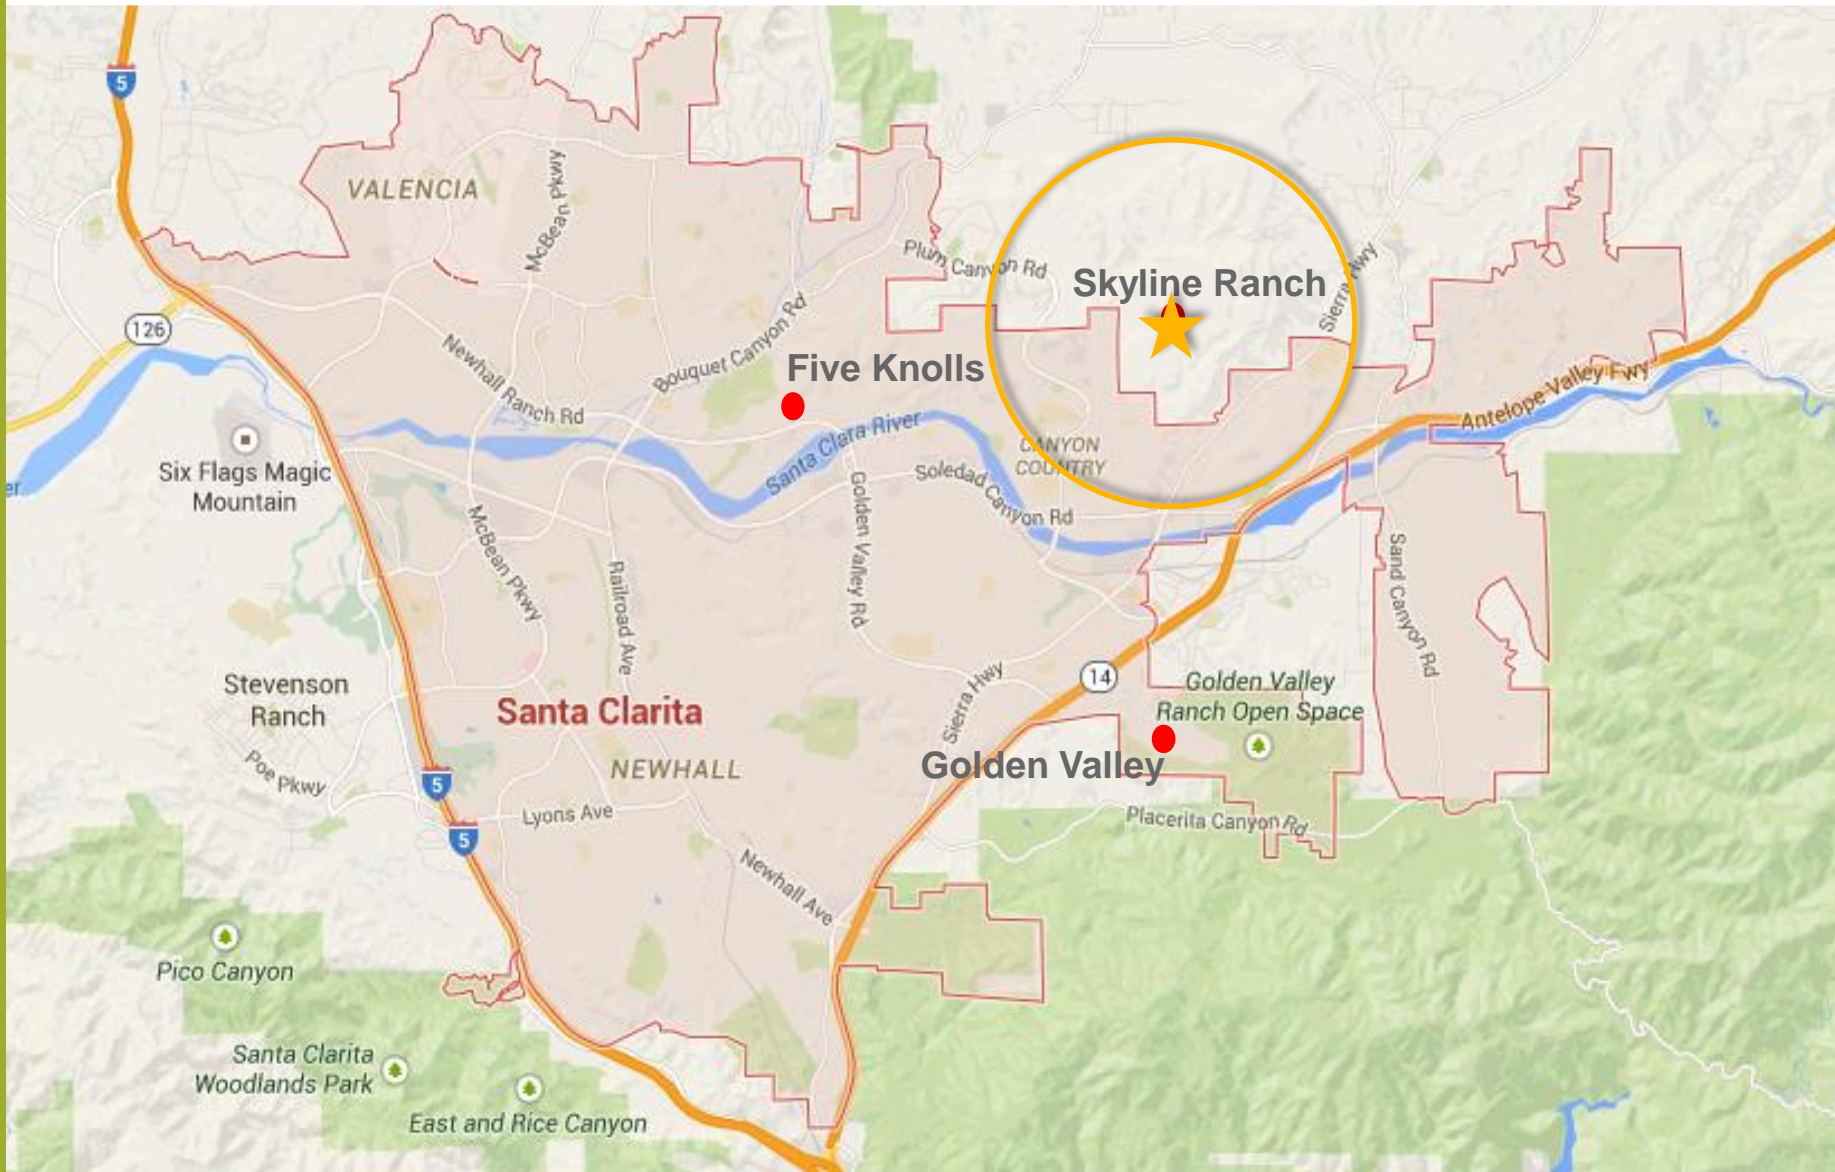 5
VALENCIA
McBean Pkwy
Plum Canyon Rd
Skyline Ranch
Sierra Hwy
126
Newhall Ranch Rd
Bouquet Canyon Rd
Five Knolls
Antelope Valley Fwy
Santa Clara River
CANYON
COUNTRY
Six Flags Magic
Mountain
er
Soledad Canyon Rd
Golden Valley Rd
McBean Pkwy
Railroad Ave
Sand Canyon Rd
Stevenson
Ranch
Santa Clarita
Sierra Hwy
14
Golden Valley
Ranch Open Space
Poe Pkwy
NEWHALL
Golden Valley
5
Lyons Ave
5
Placerita Canyon Rd
Newhall Ave
Pico Canyon
Santa Clarita
Woodlands Park
East and Rice Canyon